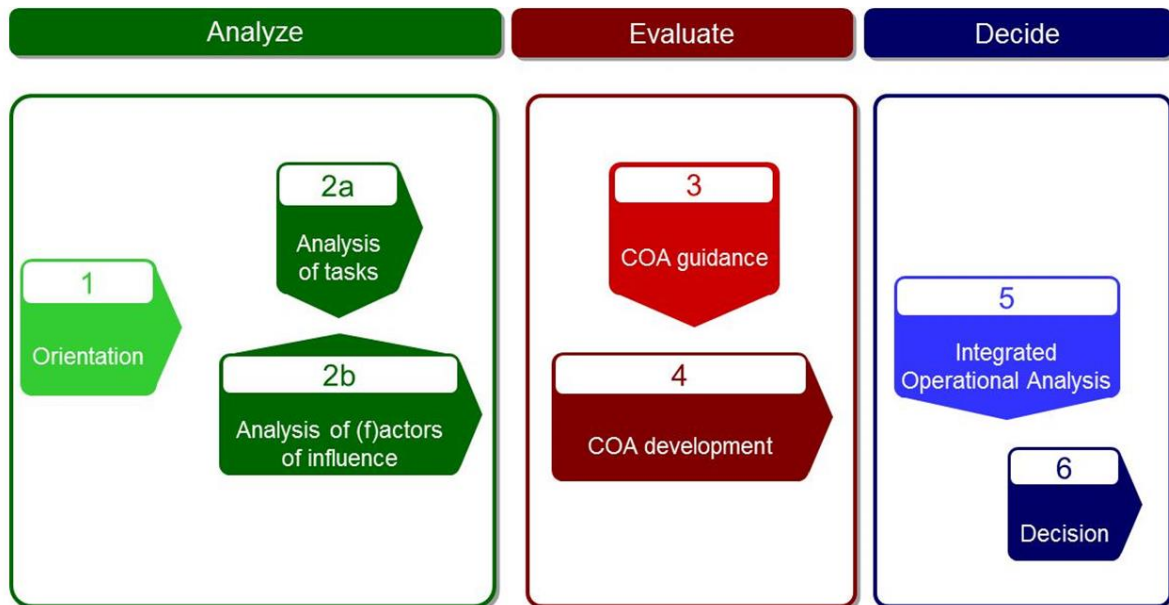 Analyze
Evaluate
Decide
1
Orientation
2a
Analysis
of tasks
2b
Analysis of (f)actors
of influence
3
COA guidance
4
COA development
5
Integrated
Operational Analysis
6
Decision